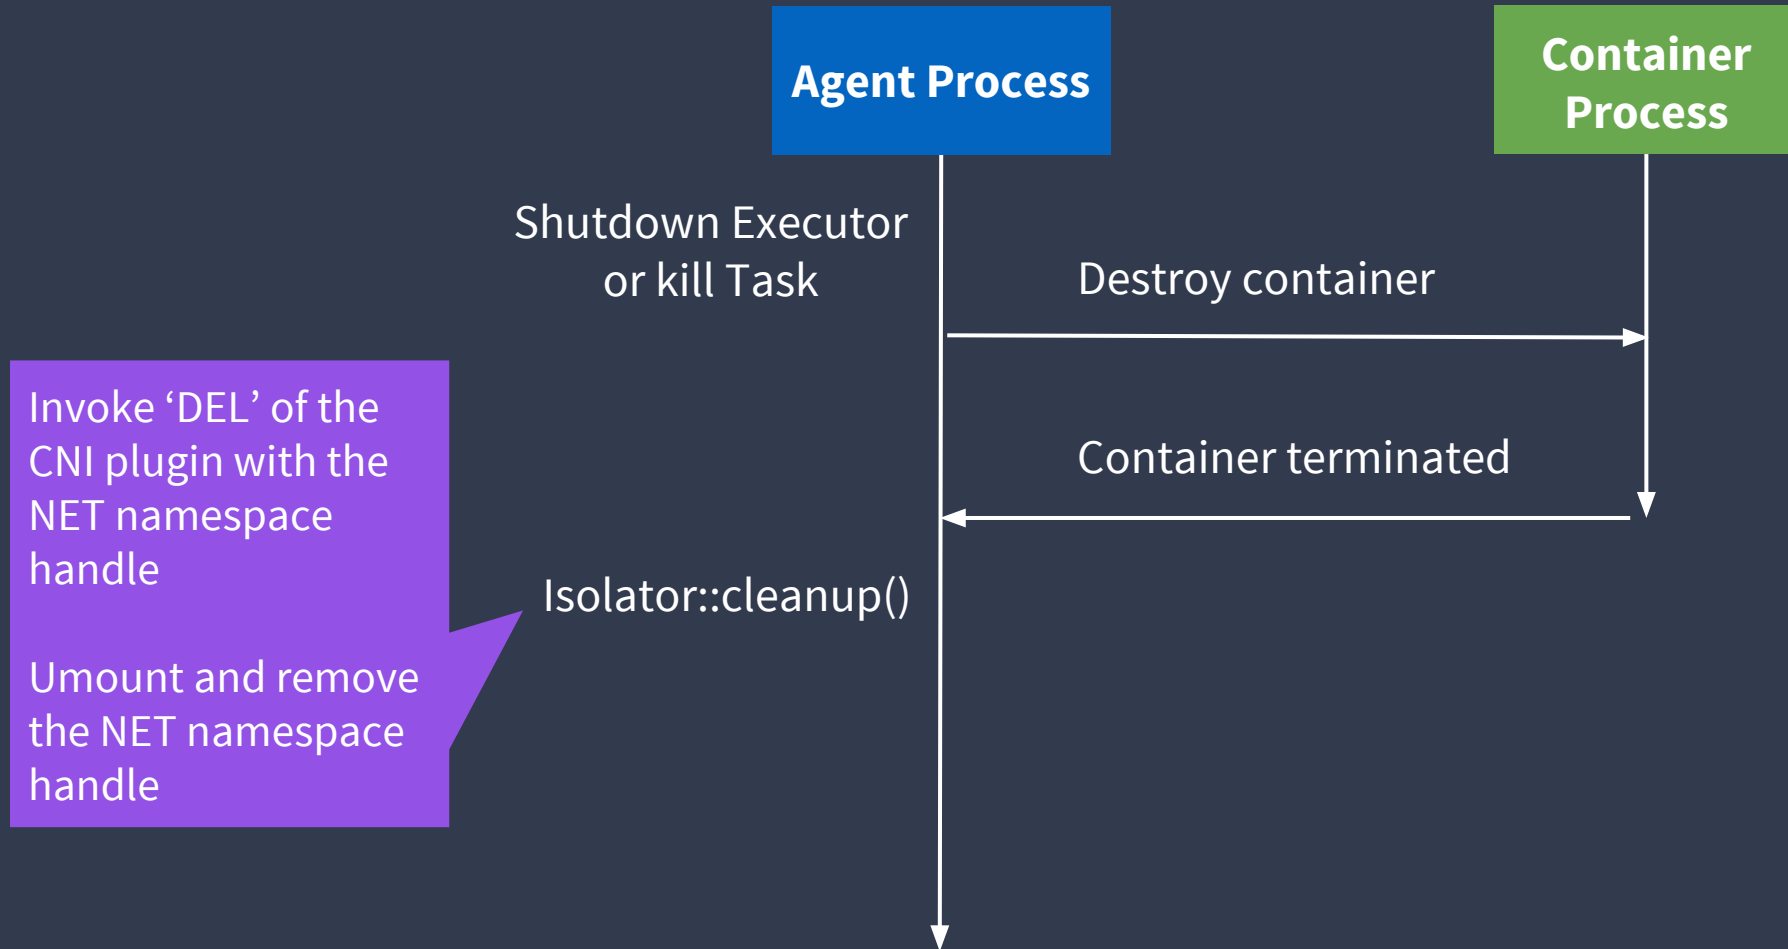 Agent Process
Container
Process
Shutdown Executor
or kill Task
Destroy container
Invoke ‘DEL’ of the
CNI plugin with the
NET namespace
handle
Umount and remove
the NET namespace
handle
Container terminated
Isolator::cleanup()